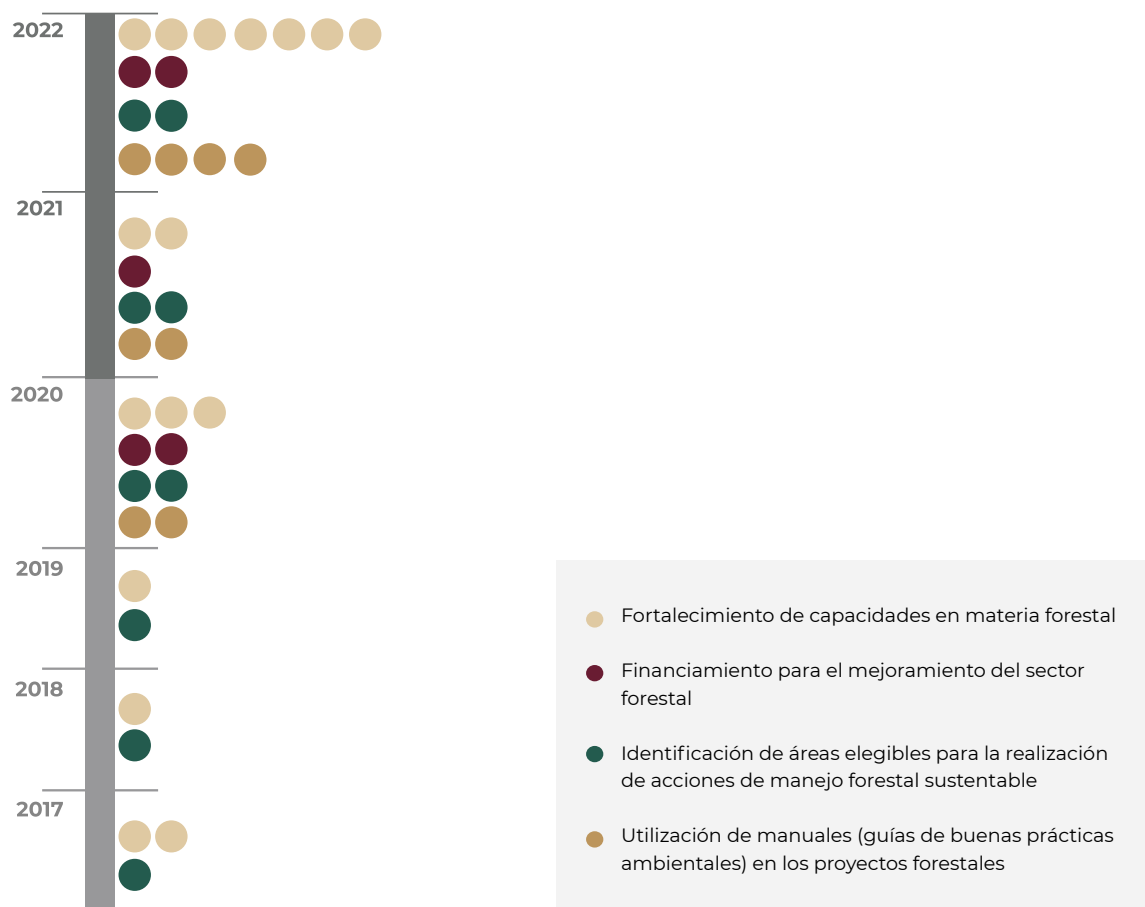 2022
2021
2020
2019
2018
2017
Fortalecimiento de capacidades en materia forestal
Financiamiento para el mejoramiento del sector
forestal
Identificación de áreas elegibles para la realización
de acciones de manejo forestal sustentable
Utilización de manuales (guías de buenas prácticas
ambientales) en los proyectos forestales